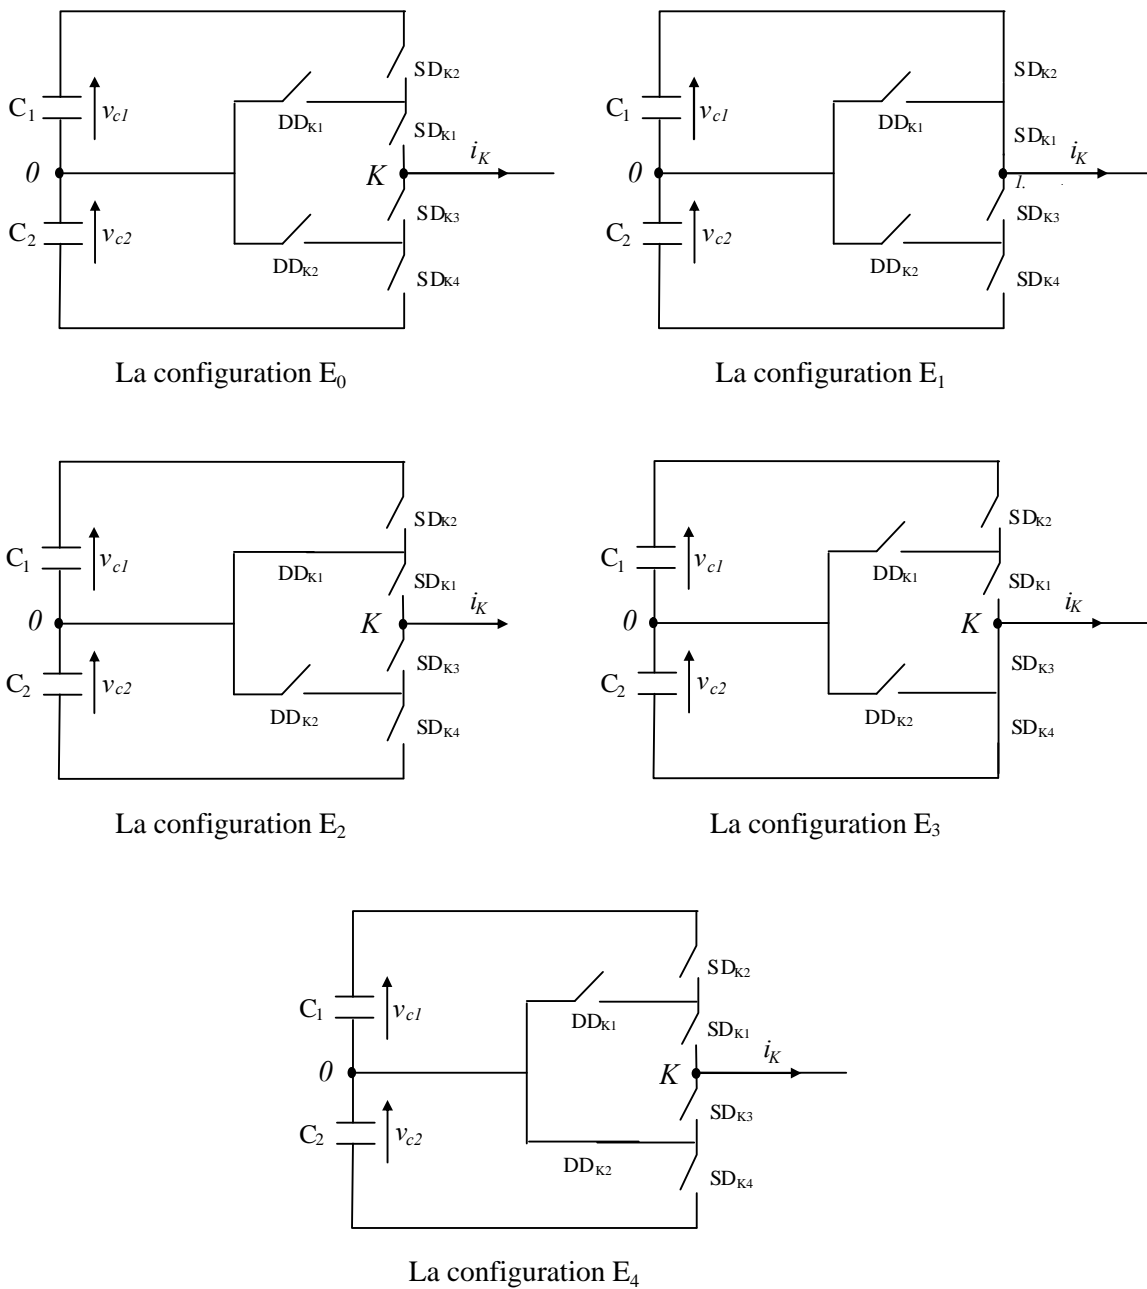 SDK2
C1
vc1
DDK1
SDK1
0
K
iK
C2
vc2
SDK3
DDK2
SDK4
La configuration E0
SDK2
C1
vc1
DDK1
SDK1
0
iK
1.
C2
vc2
SDK3
DDK2
SDK4
La configuration E1
SDK2
C1
vc1
DDK1
SDK1
0
K
iK
C2
vc2
SDK3
DDK2
SDK4
La configuration E2
SDK2
C1
vc1
DDK1
SDK1
0
K
iK
C2
vc2
SDK3
DDK2
SDK4
La configuration E3
SDK2
C1
vc1
DDK1
SDK1
0
K
iK
C2
vc2
SDK3
DDK2
SDK4
La configuration E4